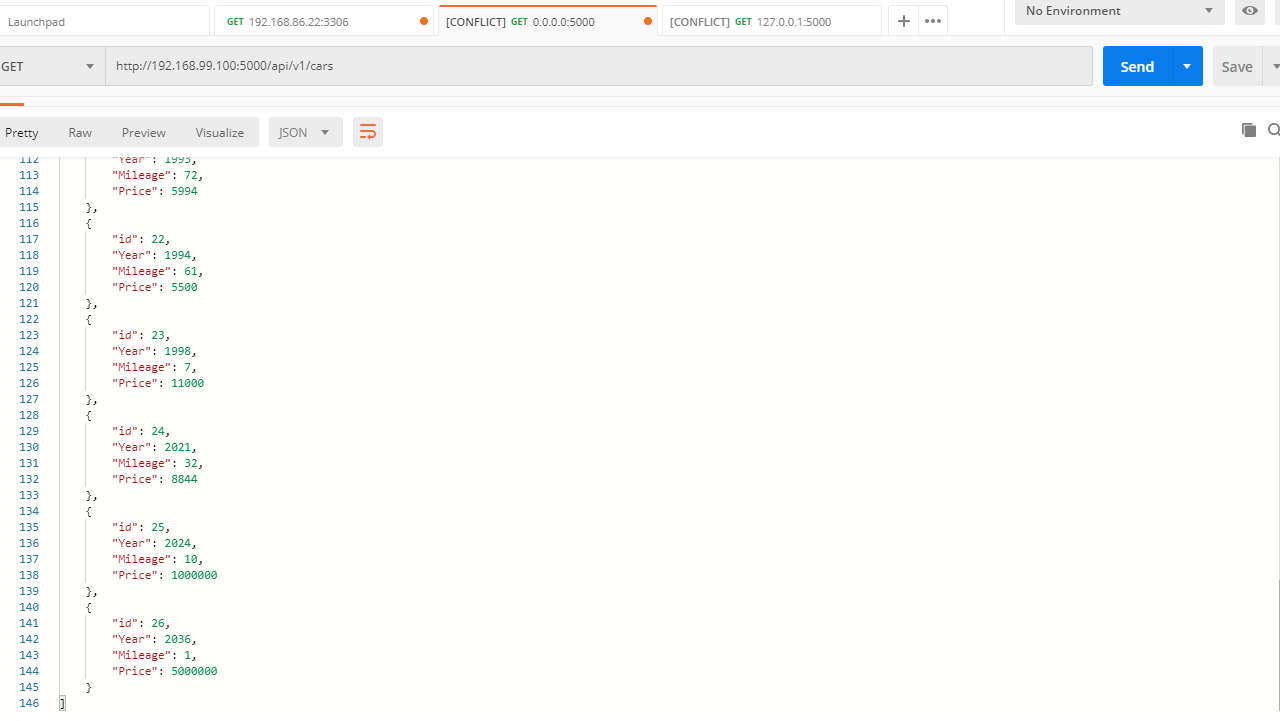 Launchpad
GET 192.168.86.22:3306
[CONFLICT] GET 0.0.0.0:5000
[CONFLICT] GET 127.0.0.1:5000
No Environment
GET
http://192.168.99.100:5000/api/v1/cars
Send
Save
Pretty Raw Preview Visualize JSON
112 "Year": 1993,
113 "Mileage": 72,
114 "Price": 5994
115 },
116 {
117 "id": 22,
118 "Year": 1994,
119 "Mileage": 61,
120 "Price": 5500
121 },
122 {
123 "id": 23,
124 "Year": 1998,
125 "Mileage": 7,
126 "Price": 11000
127 },
128 {
129 "id": 24,
130 "Year": 2021,
131 "Mileage": 32,
132 "Price": 8844
133 },
134 {
135 "id": 25,
136 "Year": 2024,
137 "Mileage": 10,
138 "Price": 1000000
139 },
140 {
141 "id": 26,
142 "Year": 2036,
143 "Mileage": 1,
144 "Price": 5000000
145 }
146 ]